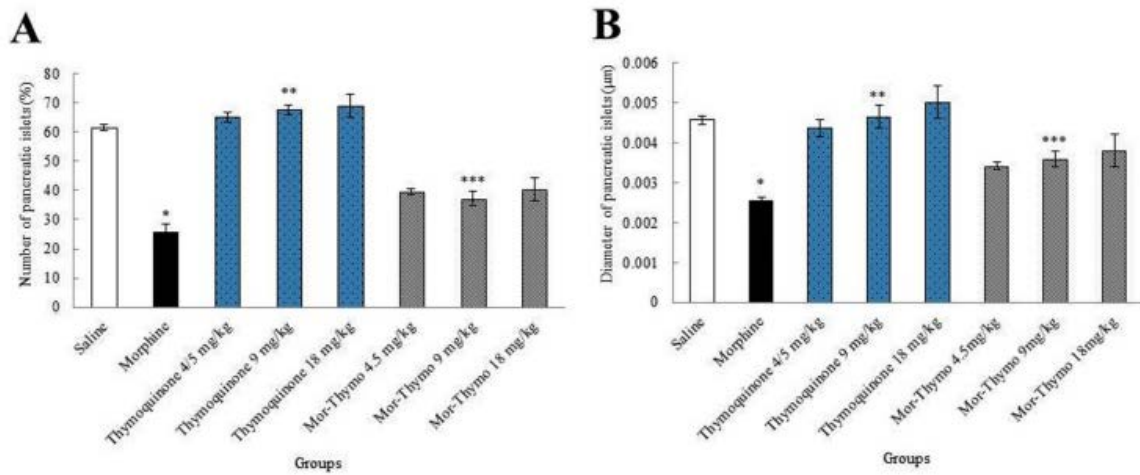 A
Number of pancreatic islets (%)
80
70
60
50
40
30
20
10
0
*
**
***
Saline
Morphine
Thymoquinone 4/5 mg/kg
Thymoquinone 9 mg/kg
Thymoquinone 18 mg/kg
Mor-Thymo 4.5 mg/kg
Mor-Thymo 9 mg/kg
Mor-Thymo 18 mg/kg
Groups
B
Diameter of pancreatic islets (µm)
0.006
0.005
0.004
0.003
0.002
0.001
0
*
**
***
Saline
Morphine
Thymoquinone 4/5 mg/kg
Thymoquinone 9 mg/kg
Thymoquinone 18 mg/kg
Mor-Thymo 4.5mg/kg
Mor-Thymo 9mg/kg
Mor-Thymo 18mg/kg
Groups